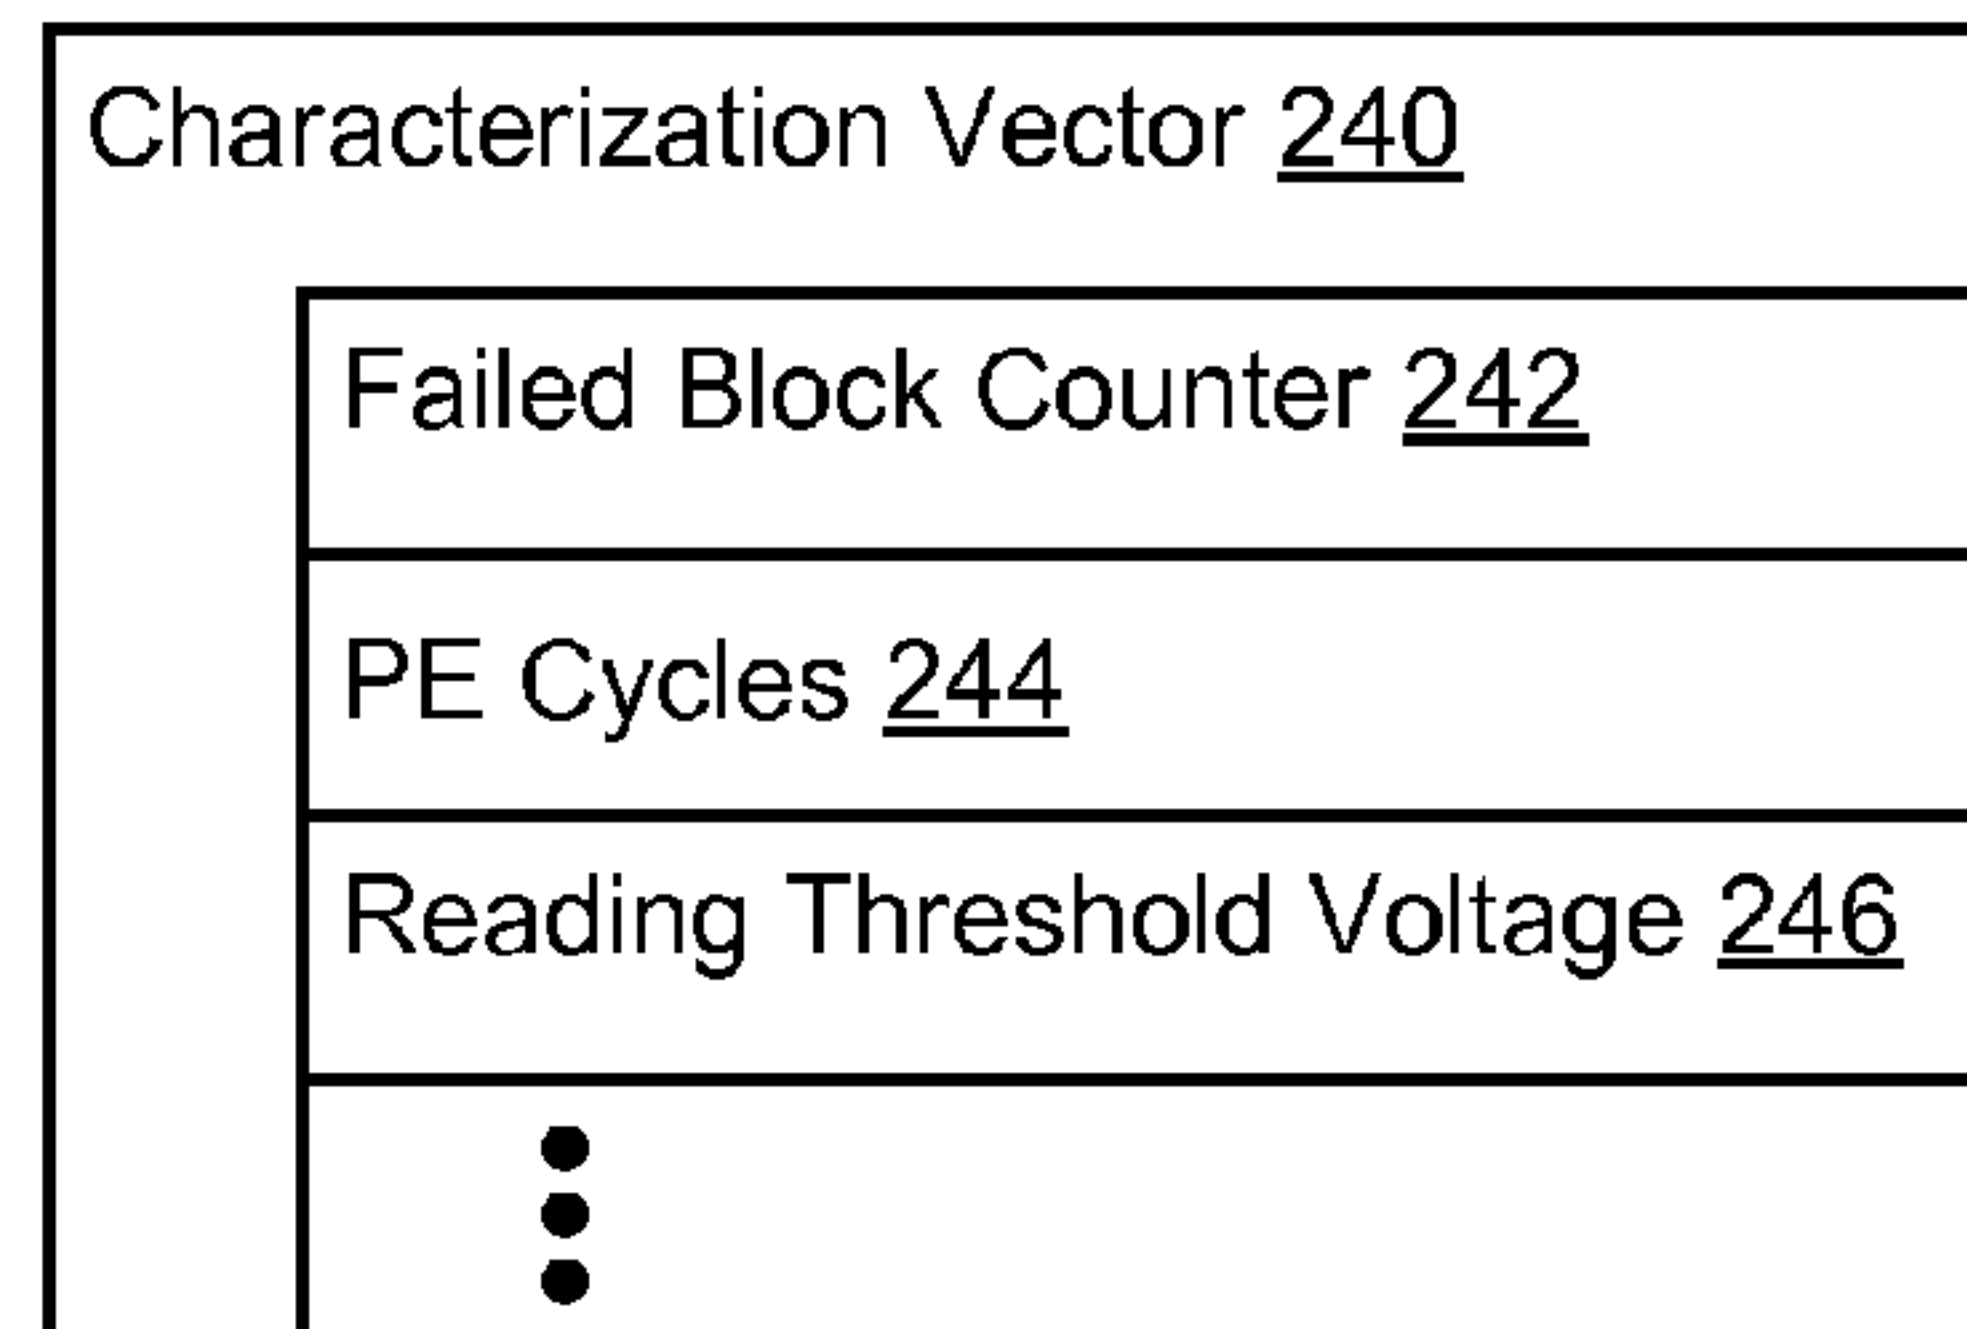 Characterization Vector 240
Failed Block Counter 242
PE Cycles 244
Reading Threshold Voltage 246